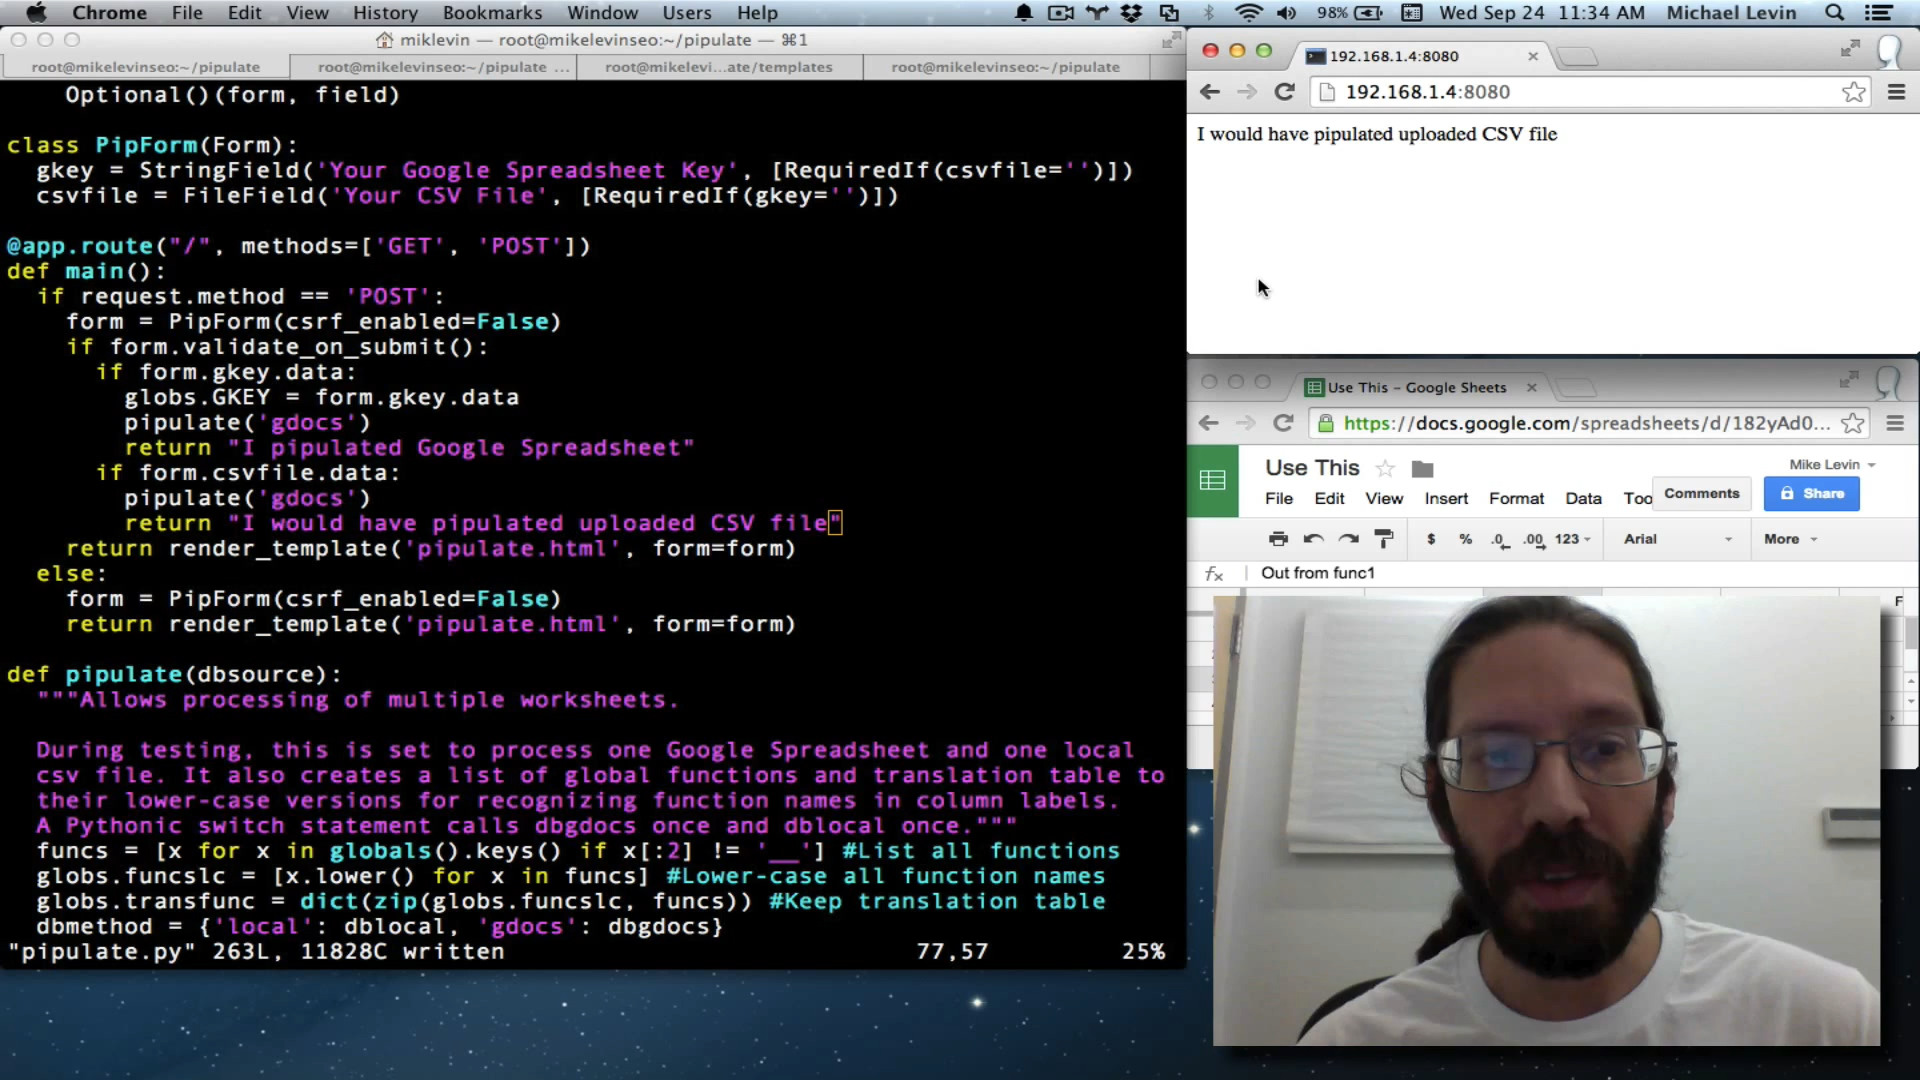 Chrome File Edit View History Bookmarks Window Users Help 98% Wed Sep 24 11:34 AM Michael Levin
miklevin — root@mikelevinseo:~/pipulate — ⌘1
root@mikelevinseo:~/pipulate root@mikelevinseo:~/pipulate ... root@mikelevi...ate/templates root@mikelevinseo:~/pipulate
Optional()(form, field)
class PipForm(Form):
gkey = StringField('Your Google Spreadsheet Key', [RequiredIf(csvfile='')])
csvfile = FileField('Your CSV File', [RequiredIf(gkey='')])
@app.route("/", methods=['GET', 'POST'])
def main():
if request.method == 'POST':
form = PipForm(csrf_enabled=False)
if form.validate_on_submit():
if form.gkey.data:
globs.GKEY = form.gkey.data
pipulate('gdocs')
return "I pipulated Google Spreadsheet"
if form.csvfile.data:
pipulate('gdocs')
return "I would have pipulated uploaded CSV file"
return render_template('pipulate.html', form=form)
else:
form = PipForm(csrf_enabled=False)
return render_template('pipulate.html', form=form)
def pipulate(dbsource):
"""Allows processing of multiple worksheets.
During testing, this is set to process one Google Spreadsheet and one local
csv file. It also creates a list of global functions and translation table to
their lower-case versions for recognizing function names in column labels.
A Pythonic switch statement calls dbgdocs once and dblocal once."""
funcs = [x for x in globals().keys() if x[:2] != '__'] #List all functions
globs.funcslc = [x.lower() for x in funcs] #Lower-case all function names
globs.transfunc = dict(zip(globs.funcslc, funcs)) #Keep translation table
dbmethod = {'local': dblocal, 'gdocs': dbgdocs}
"pipulate.py" 263L, 11828C written 77,57 25%
192.168.1.4:8080
192.168.1.4:8080
I would have pipulated uploaded CSV file
Use This – Google Sheets
https://docs.google.com/spreadsheets/d/182yAd0...
Use This Mike Levin
File Edit View Insert Format Data Too Comments Share
$ % .0 .00 123 Arial More
fx Out from func1
F